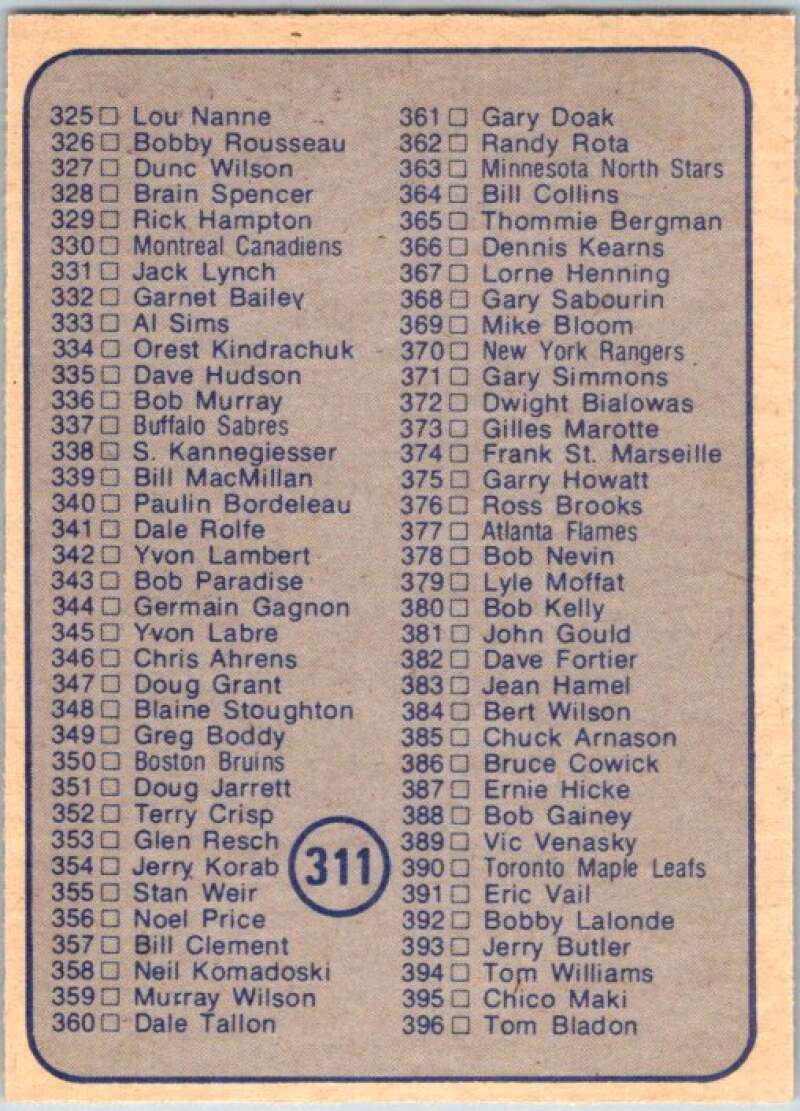 325 □ Lou Nanne
326 □ Bobby Rousseau
327 □ Dunc Wilson
328 □ Brain Spencer
329 □ Rick Hampton
330 □ Montreal Canadiens
331 □ Jack Lynch
332 □ Garnet Bailey
333 □ Al Sims
334 □ Orest Kindrachuk
335 □ Dave Hudson
336 □ Bob Murray
337 □ Buffalo Sabres
338 □ S. Kannegiesser
339 □ Bill MacMillan
340 □ Paulin Bordeleau
341 □ Dale Rolfe
342 □ Yvon Lambert
343 □ Bob Paradise
344 □ Germain Gagnon
345 □ Yvon Labre
346 □ Chris Ahrens
347 □ Doug Grant
348 □ Blaine Stoughton
349 □ Greg Boddy
350 □ Boston Bruins
351 □ Doug Jarrett
352 □ Terry Crisp
353 □ Glen Resch
354 □ Jerry Korab
355 □ Stan Weir
356 □ Noel Price
357 □ Bill Clement
358 □ Neil Komadoski
359 □ Murray Wilson
360 □ Dale Tallon
311
361 □ Gary Doak
362 □ Randy Rota
363 □ Minnesota North Stars
364 □ Bill Collins
365 □ Thommie Bergman
366 □ Dennis Kearns
367 □ Lorne Henning
368 □ Gary Sabourin
369 □ Mike Bloom
370 □ New York Rangers
371 □ Gary Simmons
372 □ Dwight Bialowas
373 □ Gilles Marotte
374 □ Frank St. Marseille
375 □ Garry Howatt
376 □ Ross Brooks
377 □ Atlanta Flames
378 □ Bob Nevin
379 □ Lyle Moffat
380 □ Bob Kelly
381 □ John Gould
382 □ Dave Fortier
383 □ Jean Hamel
384 □ Bert Wilson
385 □ Chuck Arnason
386 □ Bruce Cowick
387 □ Ernie Hicke
388 □ Bob Gainey
389 □ Vic Venasky
390 □ Toronto Maple Leafs
391 □ Eric Vail
392 □ Bobby Lalonde
393 □ Jerry Butler
394 □ Tom Williams
395 □ Chico Maki
396 □ Tom Bladon